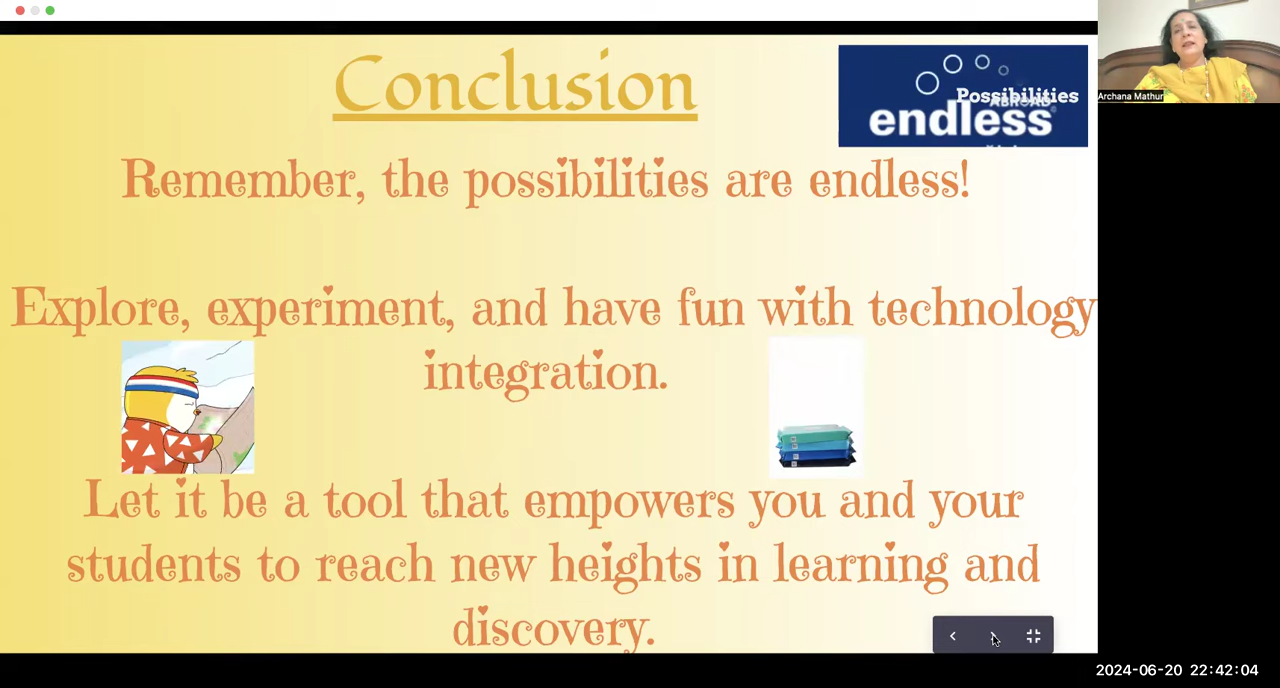 Conclusion
Possibilities
ABROAD
endless
Remember, the possibilities are endless!
Explore, experiment, and have fun with technology
integration.
Let it be a tool that empowers you and your
students to reach new heights in learning and
discovery.
Archana Mathur
2024-06-20 22:42:04